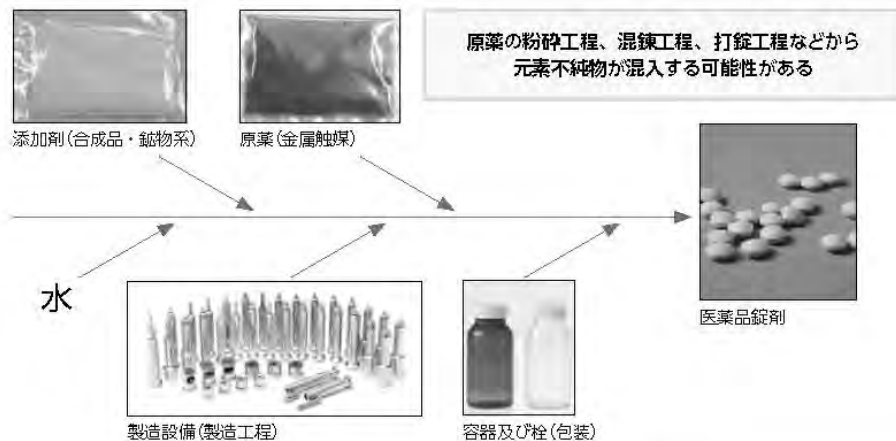 原薬の粉砕工程、混錬工程、打錠工程などから
元素不純物が混入する可能性がある
添加剤(合成品・鉱物系)
原薬(金属触媒)
水
医薬品錠剤
製造設備(製造工程)
容器及び栓(包装)